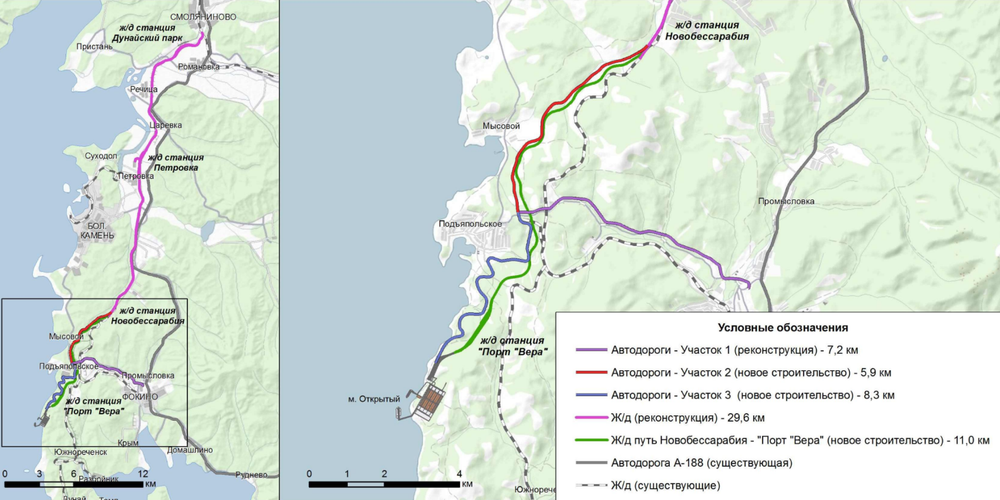 СМОЛЯНИНОВО
ж/д станция
Дунайский парк
Пристань
Романовка
Речица
Царевка
Суходол
ж/д станция
Петровка
Петровка
БОЛ.
КАМЕНЬ
ж/д станция
Новобессарабия
Мысовой
Подъяпольское
Промысловка
ФОКИНО
ж/д станция
"Порт "Вера"
Крым
Домашлино
Южнореченск
Руднево
Разбойник
Дунай
0 3 6 12
км
ж/д станция
Новобессарабия
Мысовой
Промысловка
Подъяпольское
ж/д станция
"Порт "Вера"
м. Открытый
0 1 2 4
км
Южнорече
Условные обозначения
Автодороги - Участок 1 (реконструкция) - 7,2 км
Автодороги - Участок 2 (новое строительство) - 5,9 км
Автодороги - Участок 3 (новое строительство) - 8,3 км
Ж/д (реконструкция) - 29,6 км
Ж/д путь Новобессарабия - "Порт "Вера" (новое строительство) - 11,0 км
Автодорога А-188 (существующая)
Ж/д (существующие)